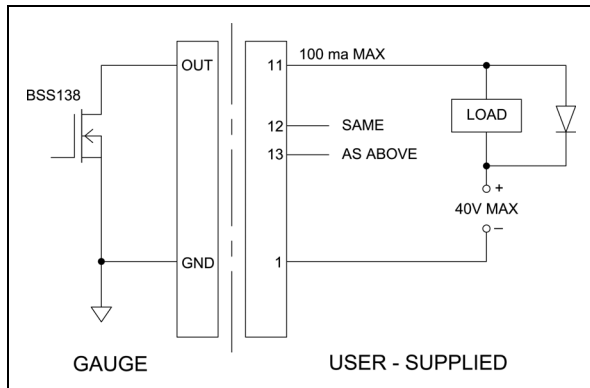 OUT
11
100 ma MAX
BSS138
LOAD
12
SAME
13
AS ABOVE
+
40V MAX
–
GND
1
GAUGE
USER - SUPPLIED